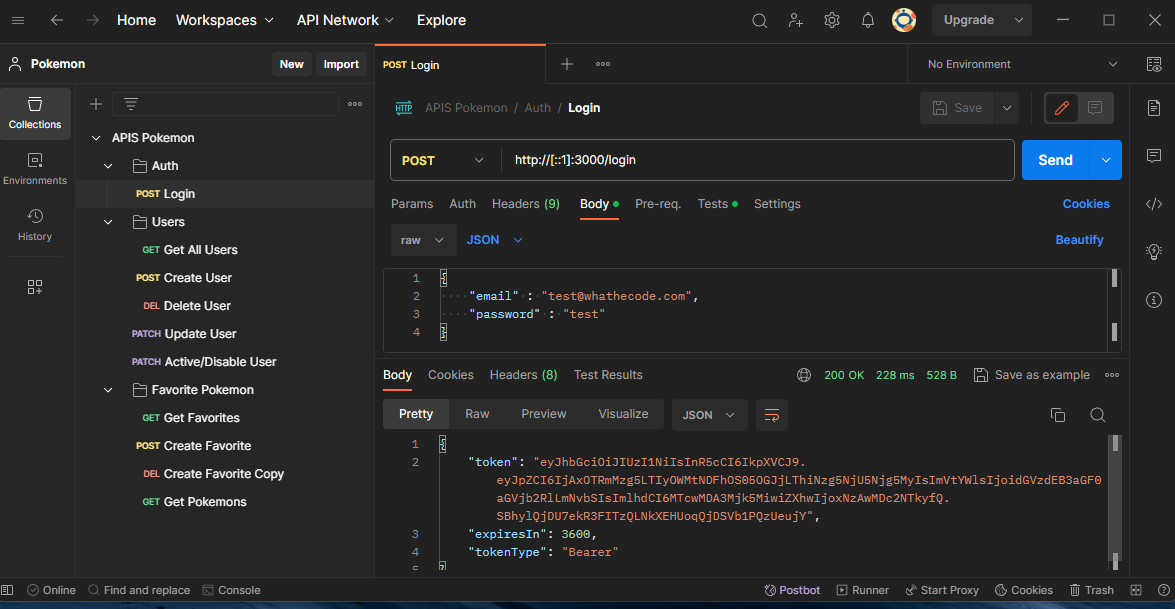 Home Workspaces API Network Explore Upgrade
Pokemon New Import POST Login No Environment
Collections
Environments
History
APIS Pokemon
Auth
POST Login
Users
GET Get All Users
POST Create User
DEL Delete User
PATCH Update User
PATCH Active/Disable User
Favorite Pokemon
GET Get Favorites
POST Create Favorite
DEL Create Favorite Copy
GET Get Pokemons
HTTP APIS Pokemon / Auth / Login Save
POST http://[::1]:3000/login Send
Params Auth Headers (9) Body Pre-req. Tests Settings Cookies
raw JSON Beautify
1 {
2 "email" : "test@whathecode.com",
3 "password" : "test"
4 }
Body Cookies Headers (8) Test Results 200 OK 228 ms 528 B Save as example
Pretty Raw Preview Visualize JSON
1 {
2 "token": "eyJhbGciOiJIUzI1NiIsInR5cCI6IkpXVCJ9.
eyJpZCI6IjAxOTRmMzg5LTIyOWMtNDFhOS05OGJjLThiNzg5NjU5Njg5MyIsImVtYWlsIjoidGVzdEB3aGF0
aGVjb2RlLmNvbSIsImlhdCI6MTcwMDA3Mjk5MiwiZXhwIjoxNzAwMDc2NTkyfQ.
SBhylQjDU7ekR3FITzQLNkXEHUoqQjDSVb1PQzUeujY",
3 "expiresIn": 3600,
4 "tokenType": "Bearer"
5 }
Online Find and replace Console Postbot Runner Start Proxy Cookies Trash